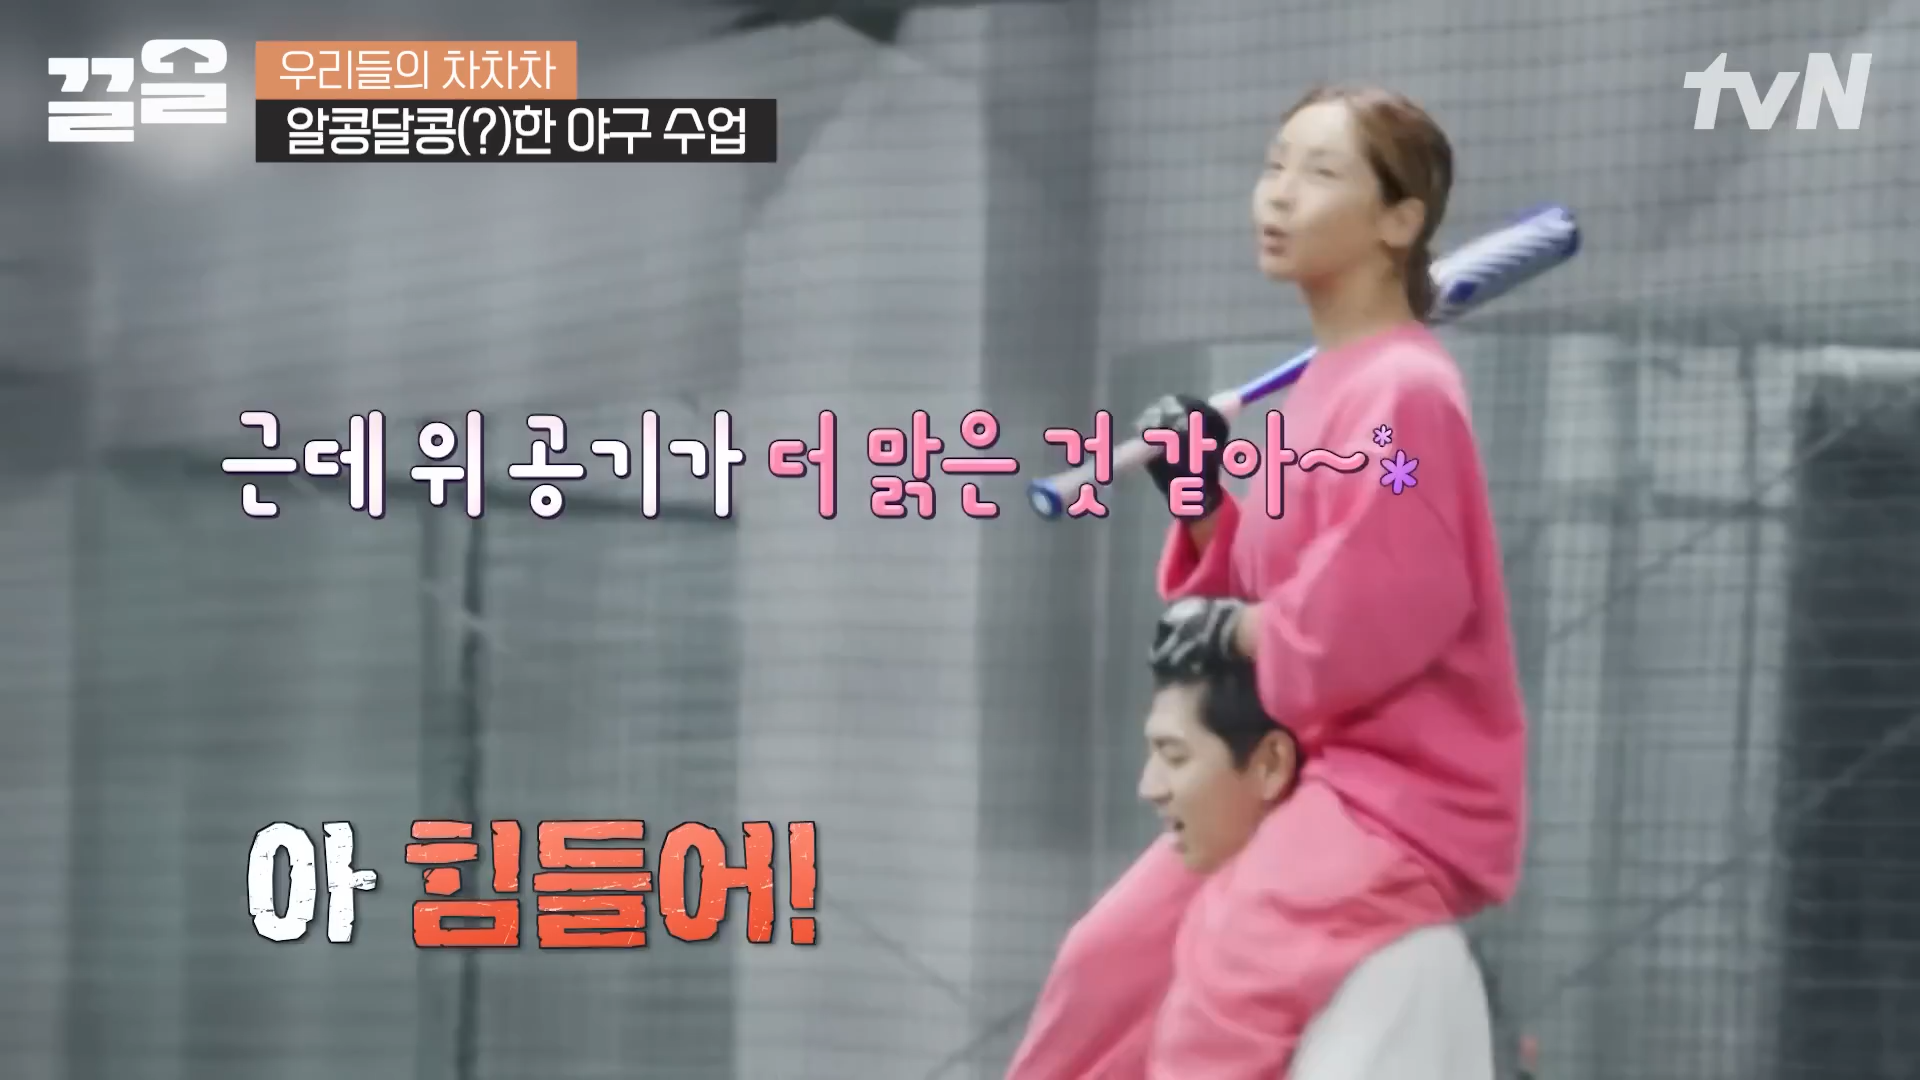 끌올
우리들의 차차차
알콩달콩(?)한 야구 수업
tvN
근데 위 공기가 더 맑은 것 같아~**
아 힘들어!